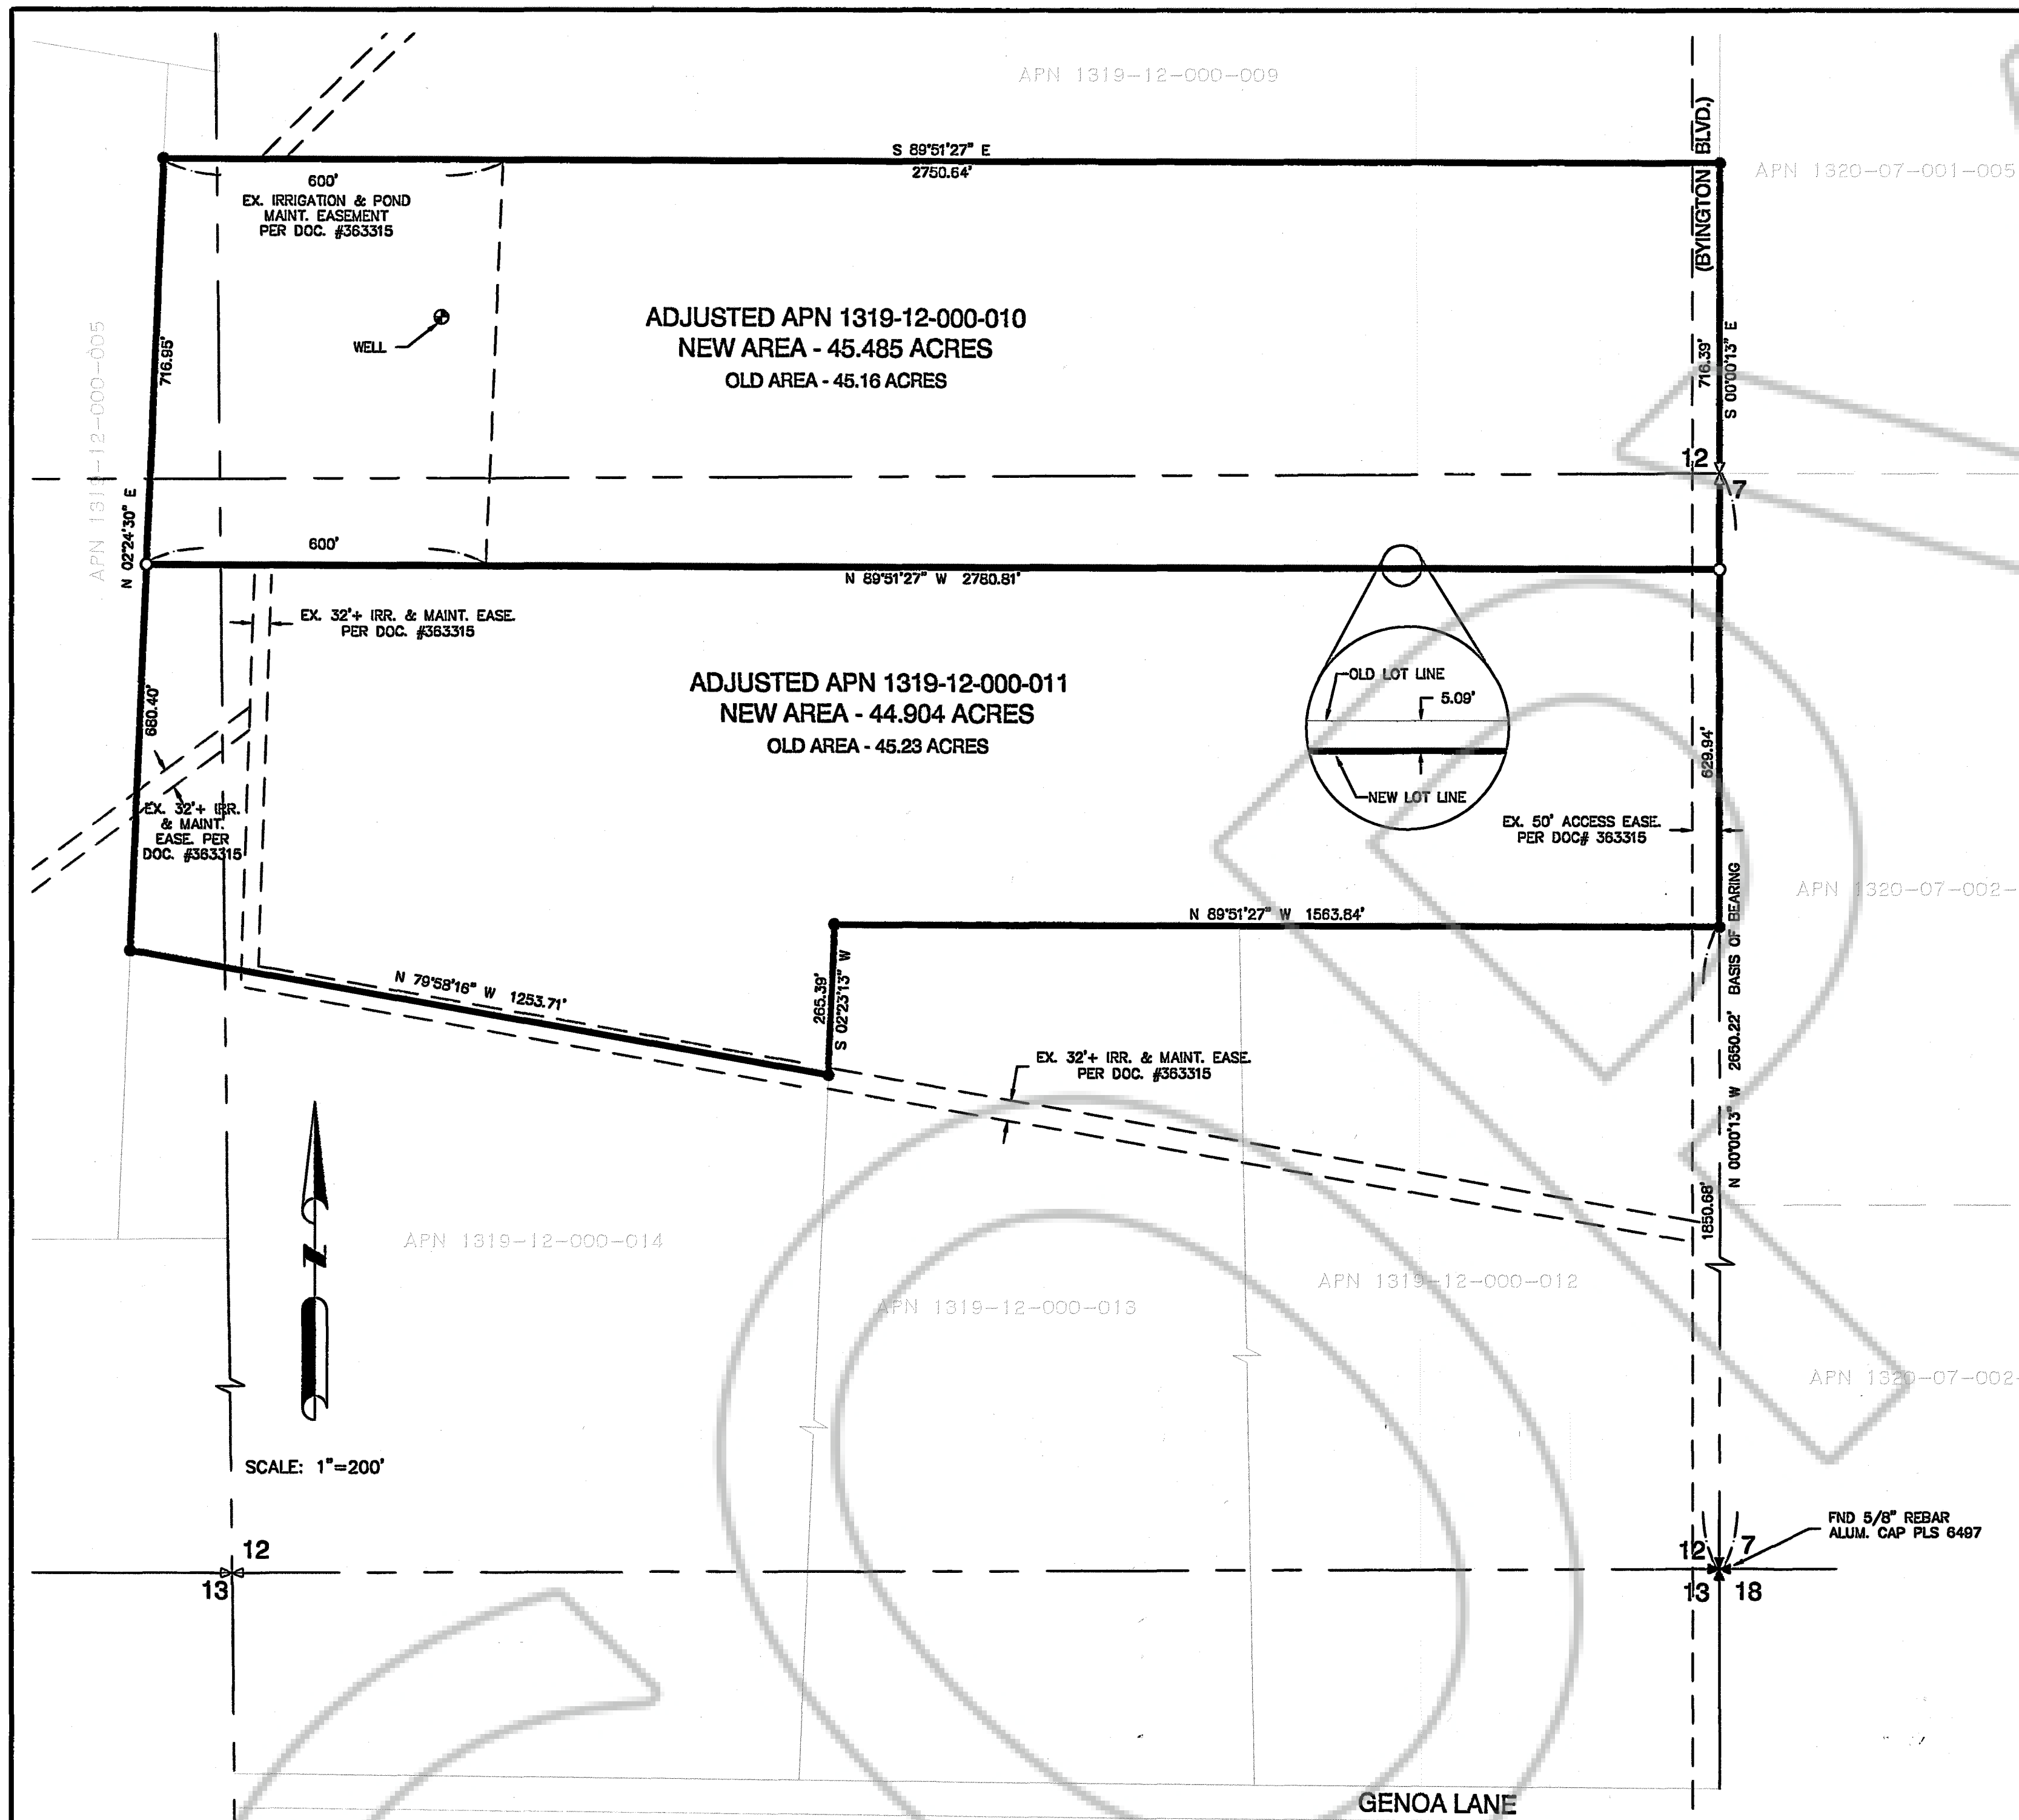 APN 1319-12-000-009
S 89°51'27" E
2750.64'
(BYINGTON BLVD.)
APN 1320-07-001-005
600'
EX. IRRIGATION & POND
MAINT. EASEMENT
PER DOC. #363315
716.95'
WELL
ADJUSTED APN 1319-12-000-010
NEW AREA - 45.485 ACRES
OLD AREA - 45.16 ACRES
716.39'
S 00°00'13" E
APN 1319-12-000-005
12
7
N 02°24'30" E
600'
N 89°51'27" W 2780.81'
EX. 32'+ IRR. & MAINT. EASE.
PER DOC. #363315
ADJUSTED APN 1319-12-000-011
NEW AREA - 44.904 ACRES
OLD AREA - 45.23 ACRES
OLD LOT LINE
5.09'
NEW LOT LINE
680.40'
629.94'
EX. 32'+ IRR.
& MAINT.
EASE. PER
DOC. #363315
EX. 50' ACCESS EASE.
PER DOC# 363315
APN 1320-07-002-
N 89°51'27" W 1563.84'
N 79°58'16" W 1253.71'
265.39'
S 02°23'13" W
N 00°00'13" W 2650.22' BASIS OF BEARING
EX. 32'+ IRR. & MAINT. EASE.
PER DOC. #363315
1850.68'
N
APN 1319-12-000-014
APN 1319-12-000-012
APN 1319-12-000-013
APN 1320-07-002-
SCALE: 1"=200'
FND 5/8" REBAR
ALUM. CAP PLS 6497
12
13
12
7
13
18
GENOA LANE